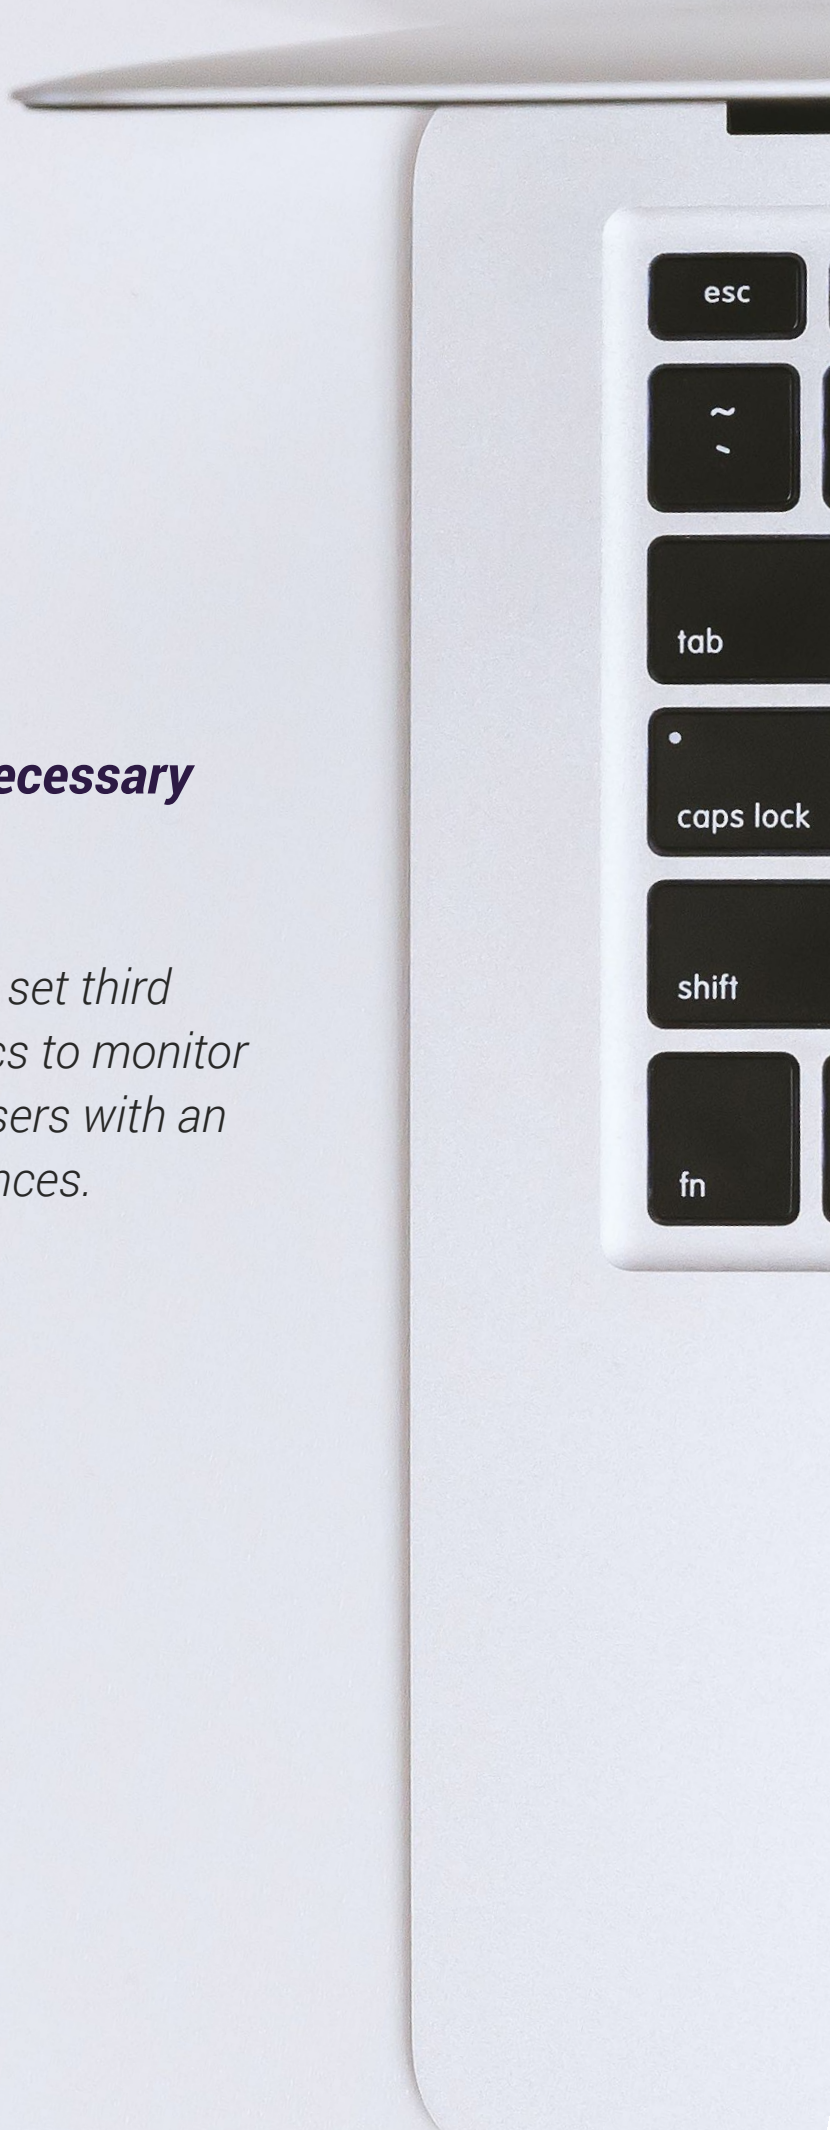 ecessary
set third
cs to monitor
sers with an
nces.
esc
~
`
tab
caps lock
shift
fn